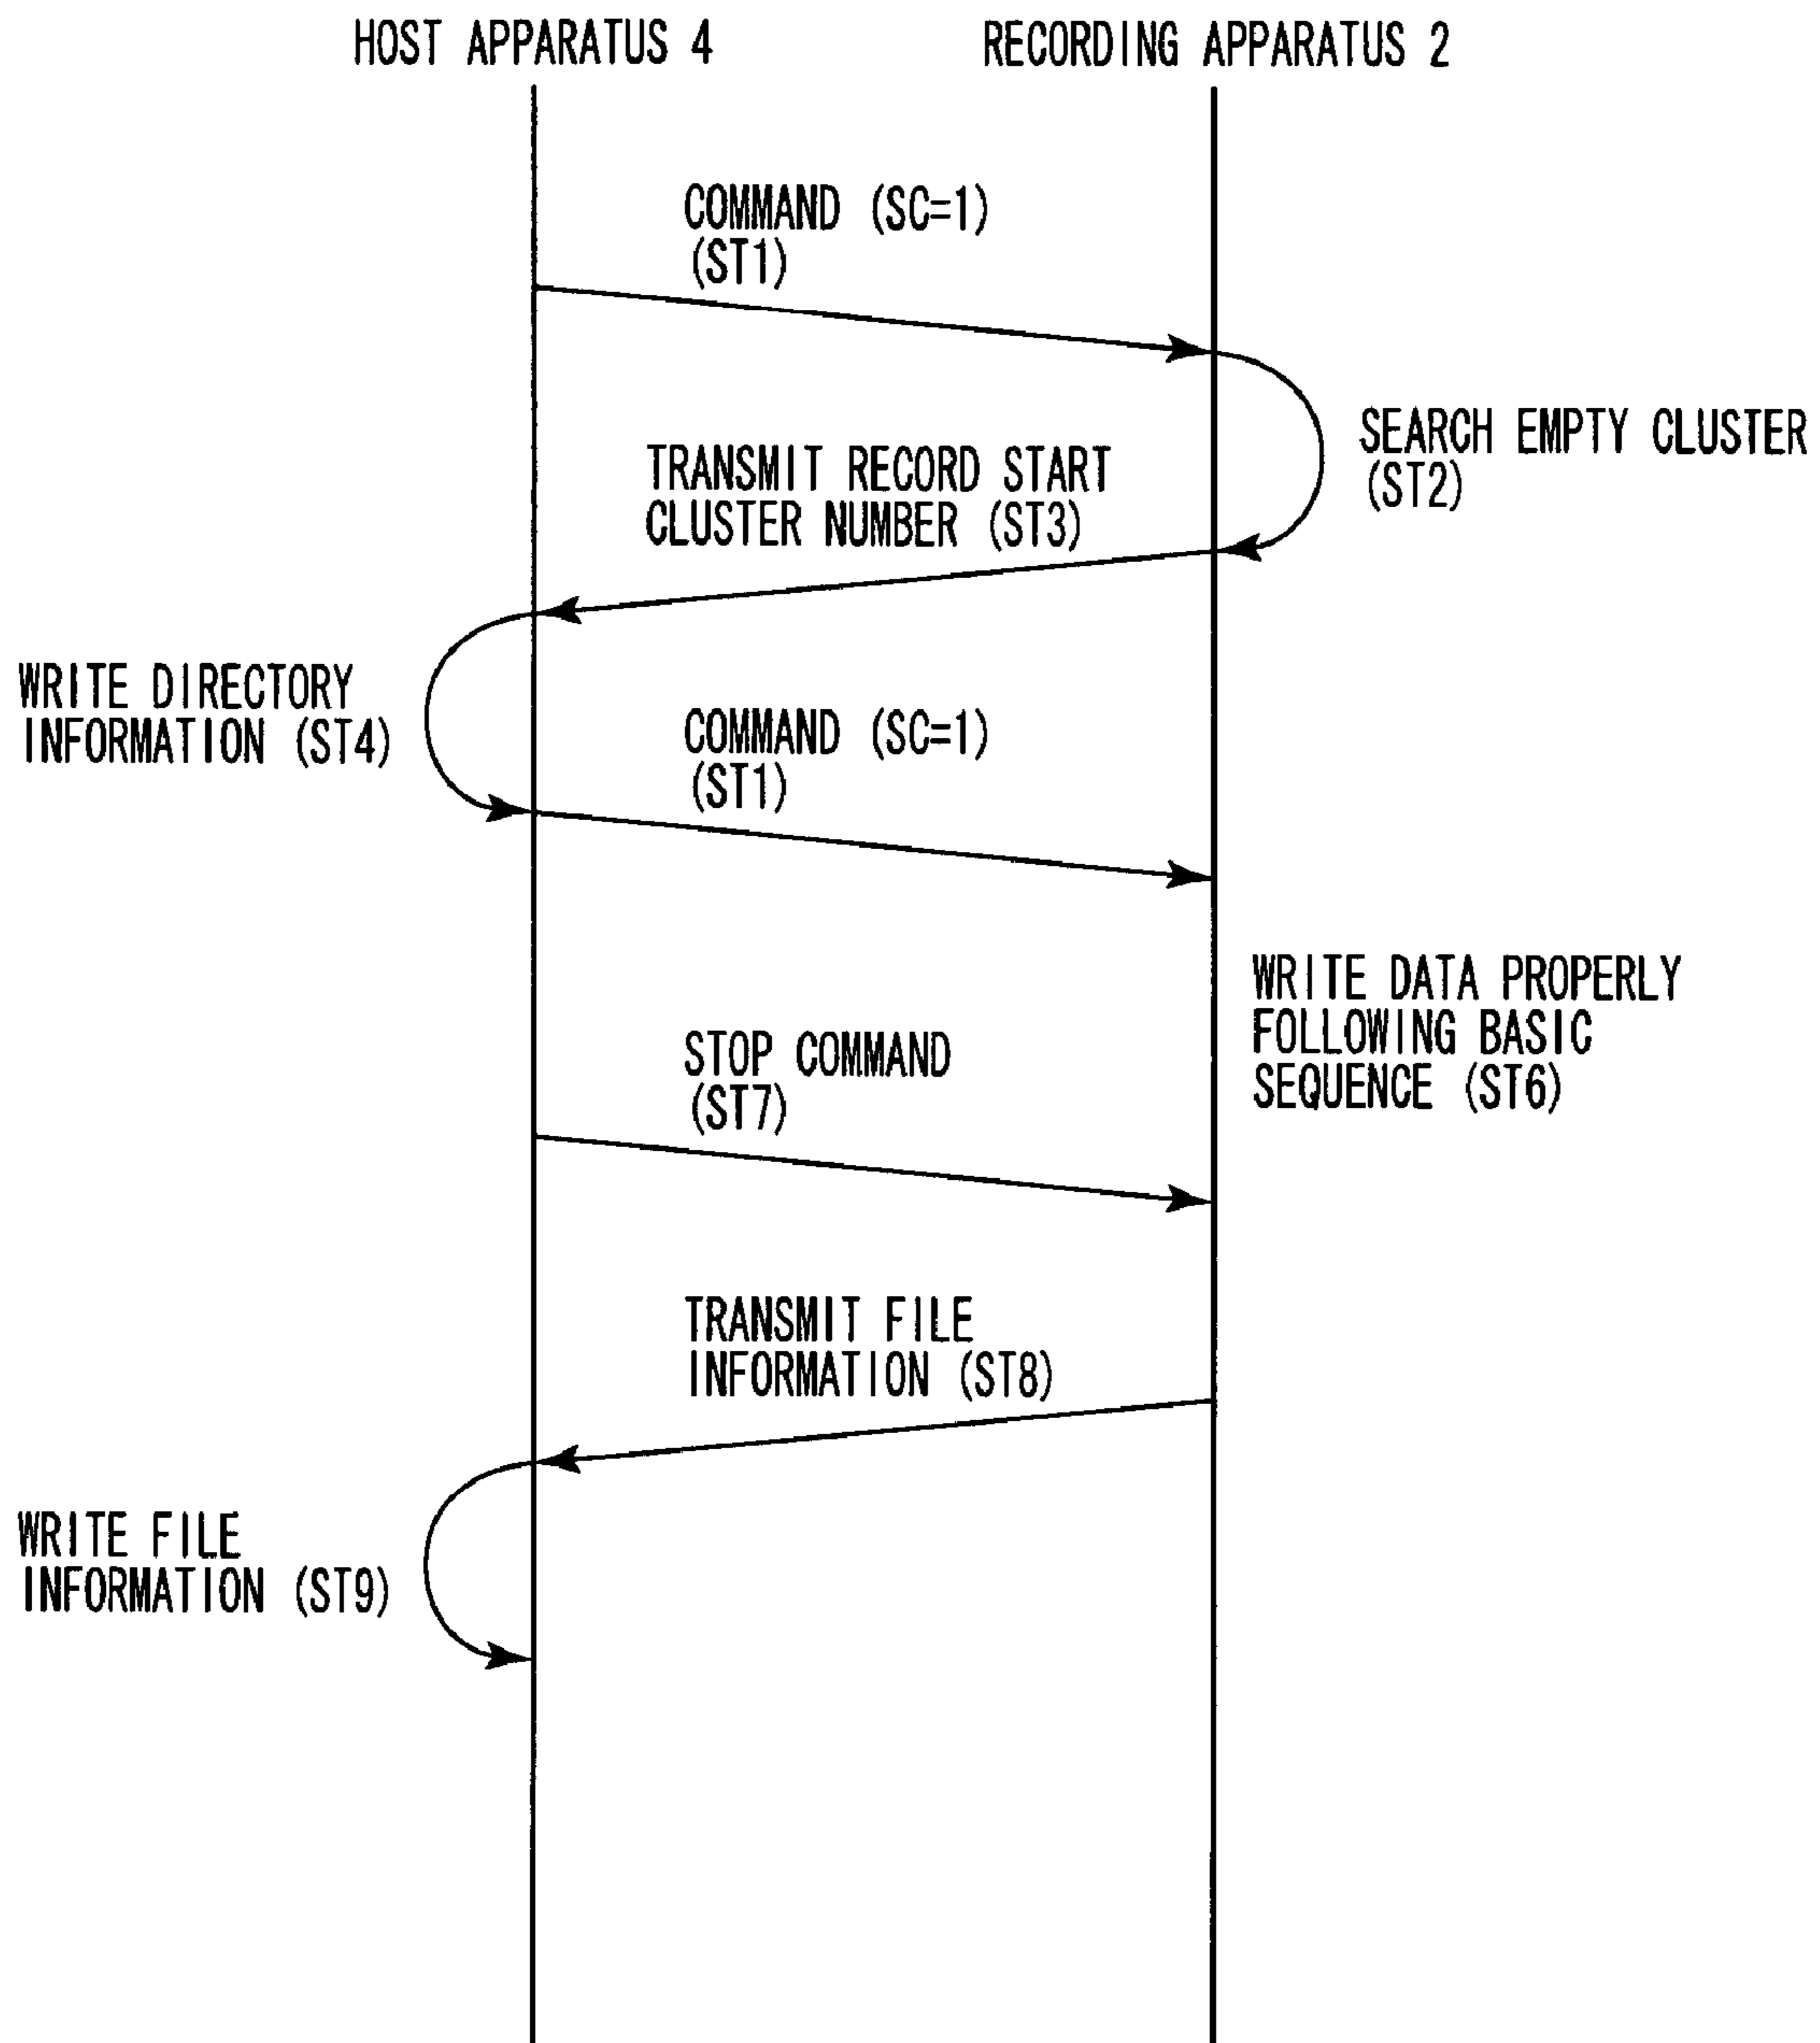 HOST APPARATUS 4
RECORDING APPARATUS 2
COMMAND (SC=1)
(ST1)
SEARCH EMPTY CLUSTER
(ST2)
TRANSMIT RECORD START
CLUSTER NUMBER (ST3)
WRITE DIRECTORY
INFORMATION (ST4)
COMMAND (SC=1)
(ST1)
WRITE DATA PROPERLY
FOLLOWING BASIC
SEQUENCE (ST6)
STOP COMMAND
(ST7)
TRANSMIT FILE
INFORMATION (ST8)
WRITE FILE
INFORMATION (ST9)